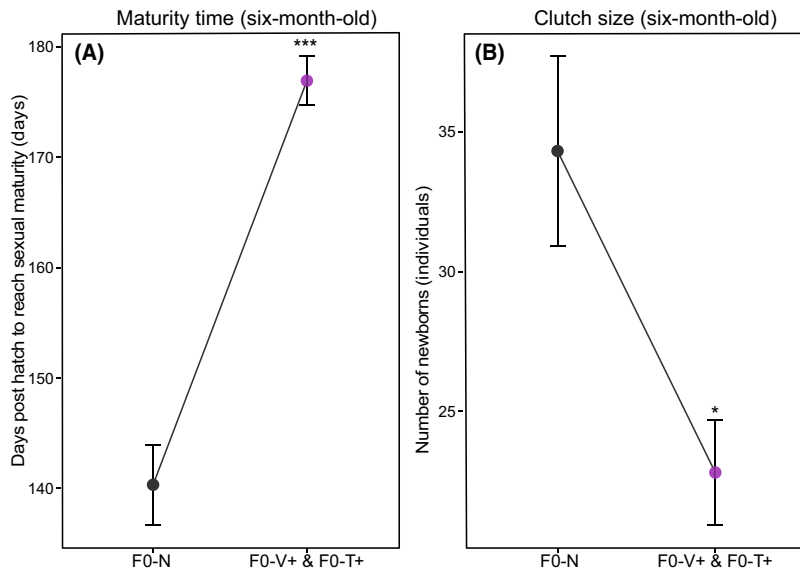 Maturity time (six-month-old)
(A)
***
Days post hatch to reach sexual maturity (days)
180
170
160
150
140
F0-N
F0-V+ & F0-T+
Clutch size (six-month-old)
(B)
*
Number of newborns (individuals)
35
30
25
F0-N
F0-V+ & F0-T+